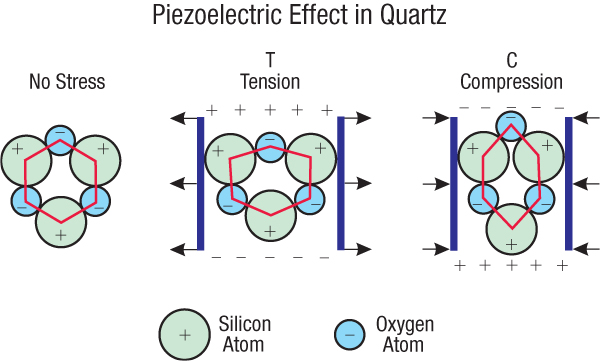 Piezoelectric Effect in Quartz
No Stress
T
Tension
C
Compression
+ + + + +
− − − − −
− + +
− −
+
− + +
− −
+
− + +
− −
+
− − − − −
+ + + + +
+ Silicon
Atom
− Oxygen
Atom